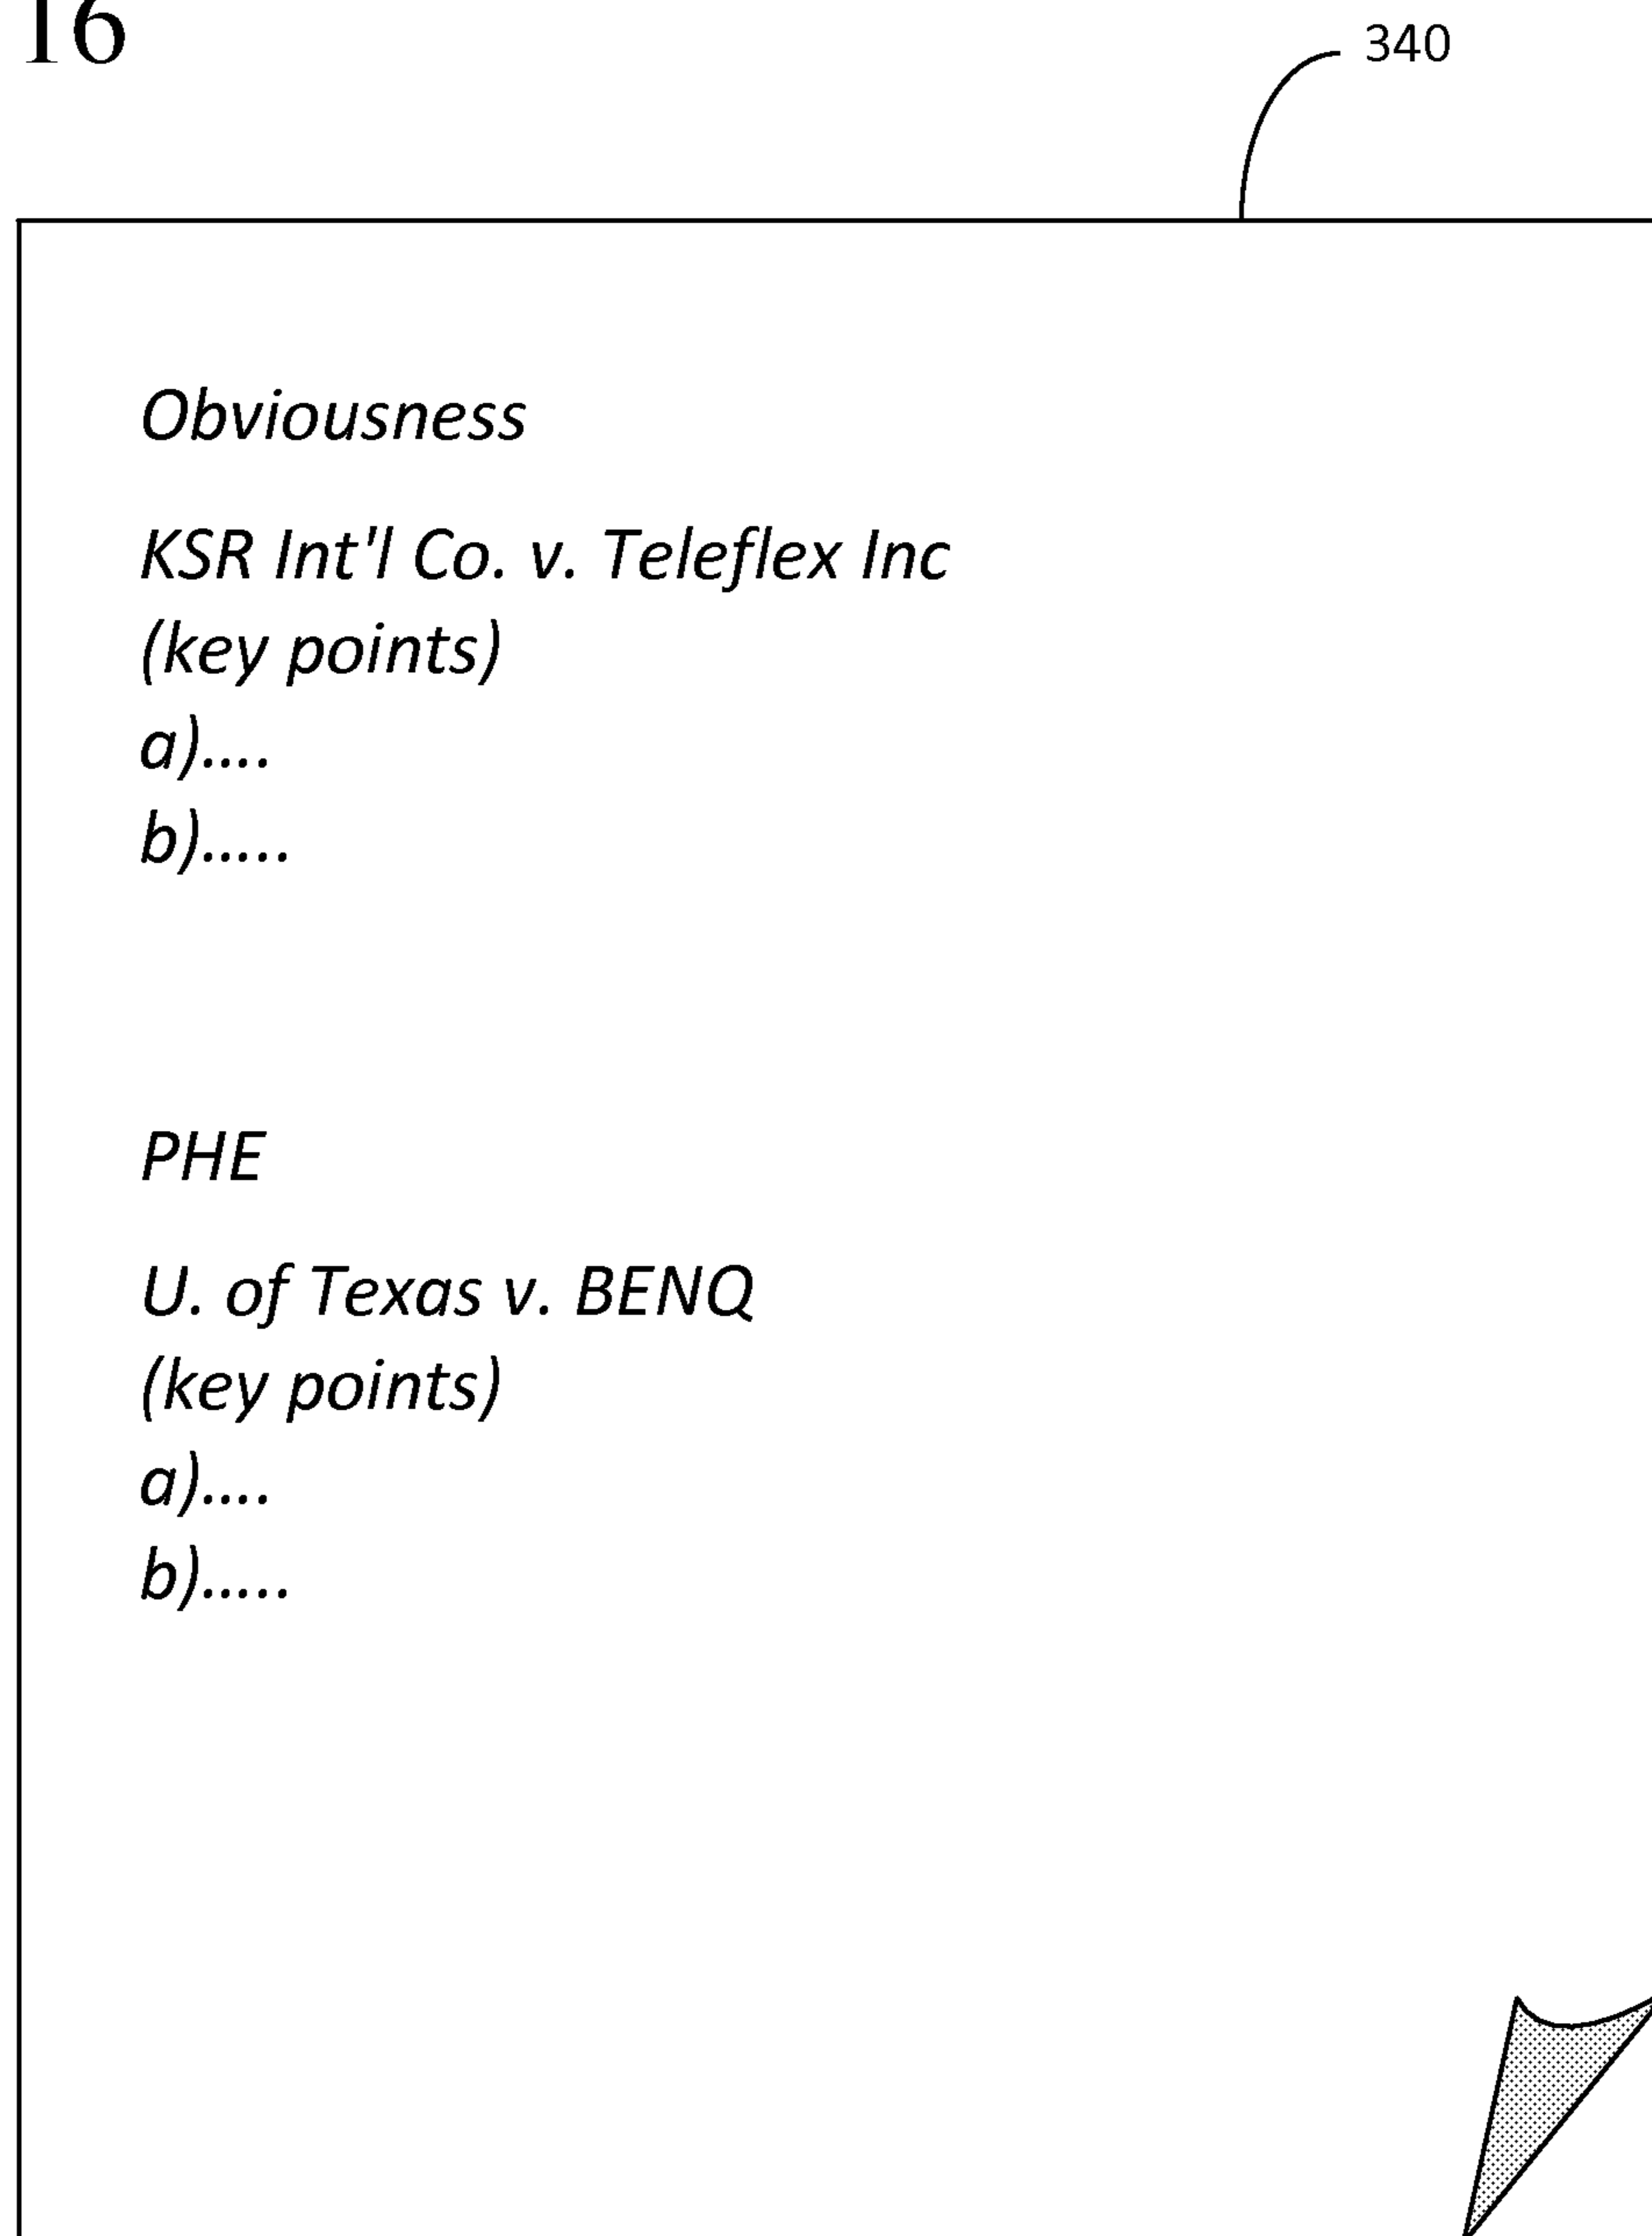 16
340
Obviousness
KSR Int'l Co. v. Teleflex Inc
(key points)
a)....
b).....
PHE
U. of Texas v. BENQ
(key points)
a)....
b).....